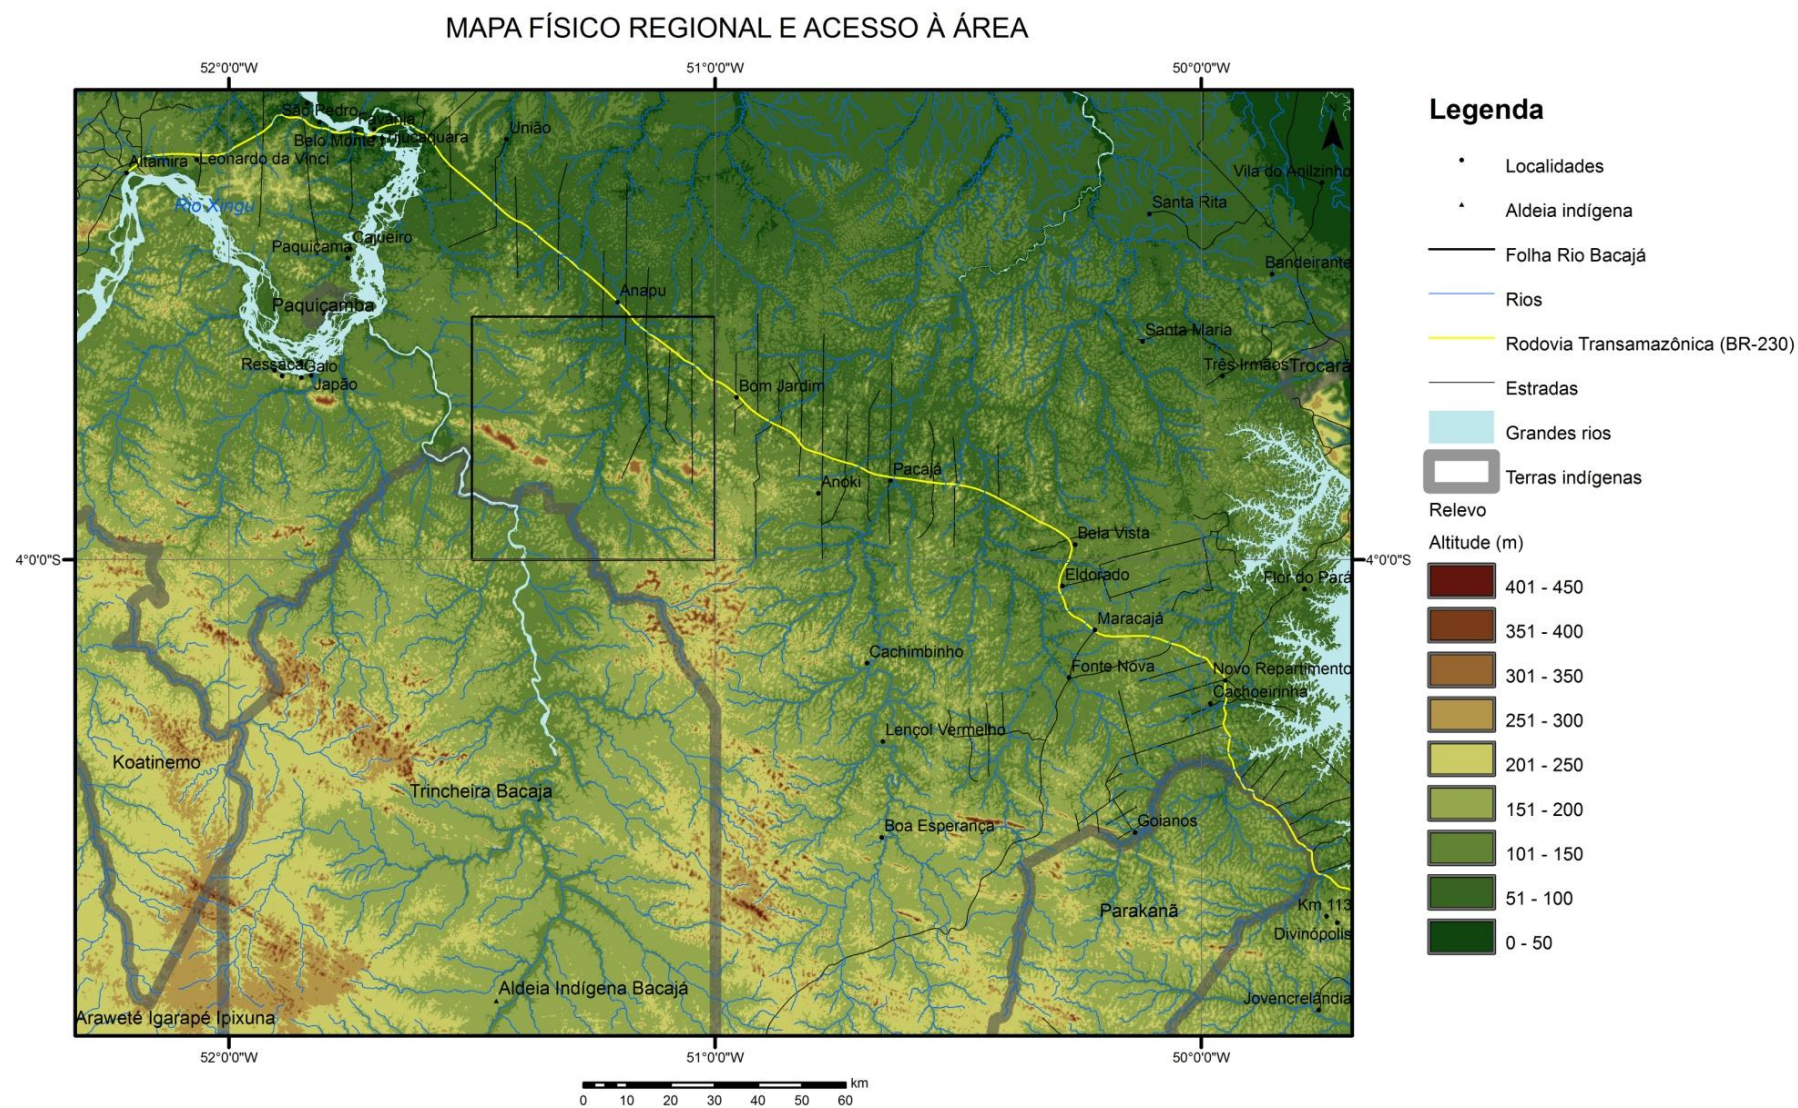 MAPA FÍSICO REGIONAL E ACESSO À ÁREA
52°0'0"W
51°0'0"W
50°0'0"W
São Pedro
Pavania
Belo Monte
União
Altamira
Leonardo da Vinci
Vila do Anilzinho
Rio Xingu
Santa Rita
Paquiçama
Cajueiro
Bandeirante
Anapu
Paquiçamba
Santa Maria
Ressaca
Galo
Três Irmãos
Trocará
Japão
Bom Jardim
Pacajá
Anoki
Bela Vista
4°0'0"S
4°0'0"S
Eldorado
Flor do Pará
Maracajá
Cachimbinho
Fonte Nova
Novo Repartimento
Cachoeirinha
Lençol Vermelho
Koatinemo
Trincheira Bacaja
Boa Esperança
Goianos
Parakanã
Km 113
Divinópolis
Aldeia Indígena Bacajá
Jovencrelândia
Araweté Igarapé Ipixuna
52°0'0"W
51°0'0"W
50°0'0"W
km
0 10 20 30 40 50 60
Legenda
Localidades
Aldeia indígena
Folha Rio Bacajá
Rios
Rodovia Transamazônica (BR-230)
Estradas
Grandes rios
Terras indígenas
Relevo
Altitude (m)
401 - 450
351 - 400
301 - 350
251 - 300
201 - 250
151 - 200
101 - 150
51 - 100
0 - 50